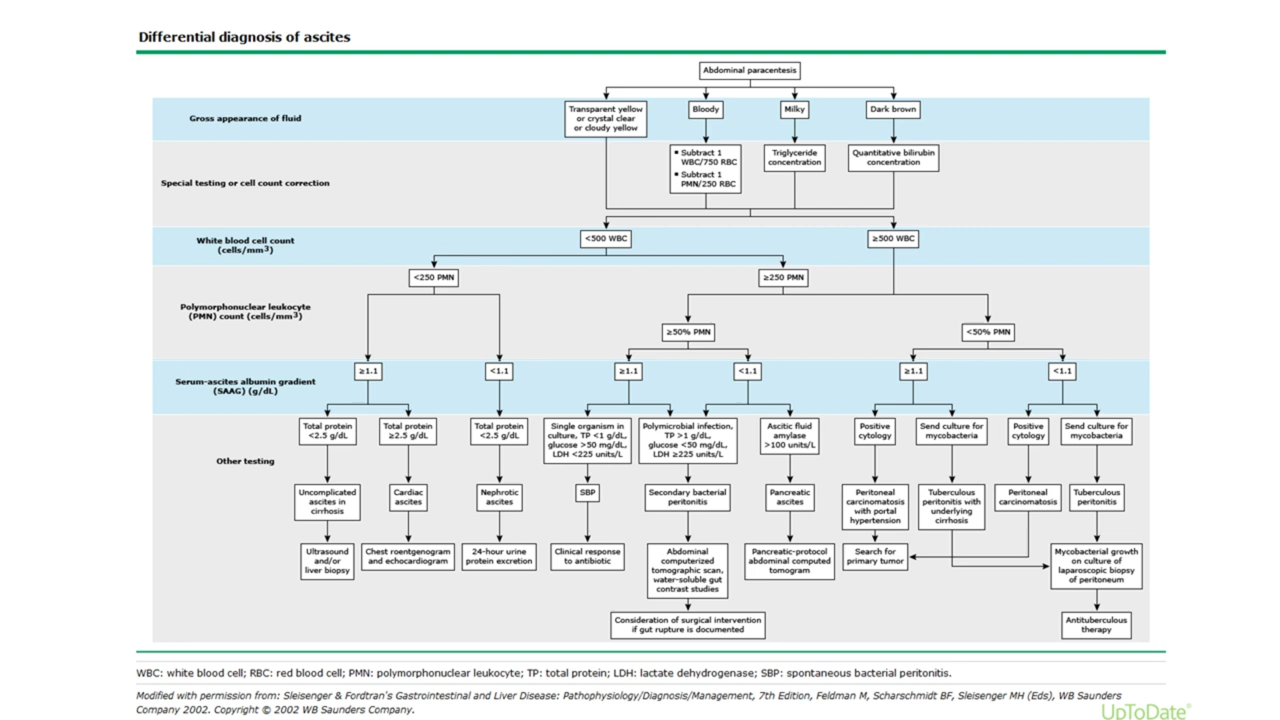 Differential diagnosis of ascites
Abdominal paracentesis
Gross appearance of fluid
Transparent yellow
or crystal clear
or cloudy yellow
Bloody
Milky
Dark brown
Special testing or cell count correction
▪ Subtract 1
WBC/750 RBC
▪ Subtract 1
PMN/250 RBC
Triglyceride
concentration
Quantitative bilirubin
concentration
White blood cell count
(cells/mm³)
<500 WBC
≥500 WBC
Polymorphonuclear leukocyte
(PMN) count (cells/mm³)
<250 PMN
≥250 PMN
≥50% PMN
<50% PMN
Serum-ascites albumin gradient
(SAAG) (g/dL)
≥1.1
<1.1
≥1.1
<1.1
≥1.1
<1.1
Other testing
Total protein
<2.5 g/dL
Total protein
≥2.5 g/dL
Total protein
<2.5 g/dL
Single organism in
culture, TP <1 g/dL,
glucose >50 mg/dL,
LDH <225 units/L
Polymicrobial infection,
TP >1 g/dL,
glucose <50 mg/dL,
LDH ≥225 units/L
Ascitic fluid
amylase
>100 units/L
Positive
cytology
Send culture for
mycobacteria
Positive
cytology
Send culture for
mycobacteria
Uncomplicated
ascites in
cirrhosis
Cardiac
ascites
Nephrotic
ascites
SBP
Secondary bacterial
peritonitis
Pancreatic
ascites
Peritoneal
carcinomatosis
with portal
hypertension
Tuberculous
peritonitis with
underlying
cirrhosis
Peritoneal
carcinomatosis
Tuberculous
peritonitis
Ultrasound
and/or
liver biopsy
Chest roentgenogram
and echocardiogram
24-hour urine
protein excretion
Clinical response
to antibiotic
Abdominal
computerized
tomographic scan,
water-soluble gut
contrast studies
Pancreatic-protocol
abdominal computed
tomogram
Search for
primary tumor
Mycobacterial growth
on culture of
laparoscopic biopsy
of peritoneum
Consideration of surgical intervention
if gut rupture is documented
Antituberculous
therapy
WBC: white blood cell; RBC: red blood cell; PMN: polymorphonuclear leukocyte; TP: total protein; LDH: lactate dehydrogenase; SBP: spontaneous bacterial peritonitis.
Modified with permission from: Sleisenger & Fordtran's Gastrointestinal and Liver Disease: Pathophysiology/Diagnosis/Management, 7th Edition, Feldman M, Scharschmidt BF, Sleisenger MH (Eds), WB Saunders
Company 2002. Copyright © 2002 WB Saunders Company.
UpToDate®